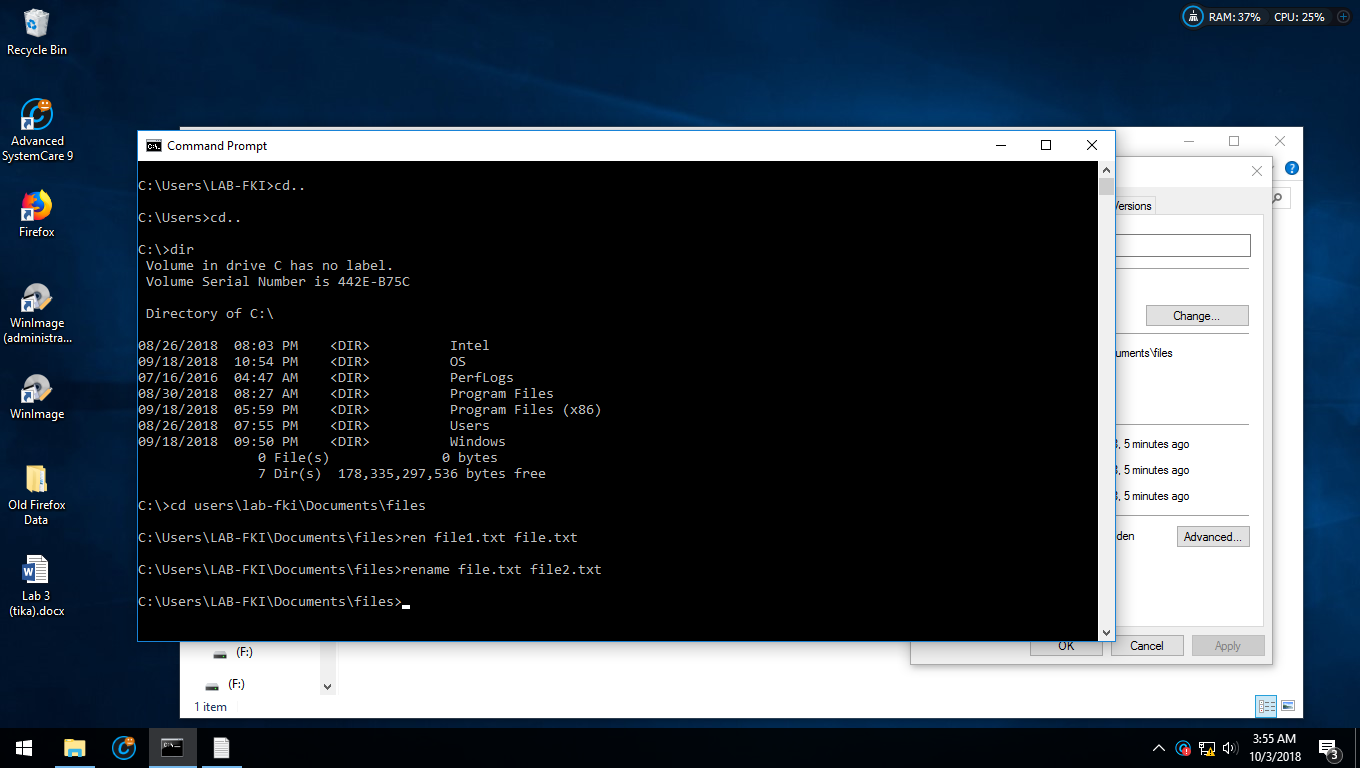 Recycle Bin
Advanced
SystemCare 9
Firefox
WinImage
(administra...
WinImage
Old Firefox
Data
Lab 3
(tika).docx
RAM: 37% CPU: 25%
Command Prompt
C:\Users\LAB-FKI>cd..
C:\Users>cd..
C:\>dir
Volume in drive C has no label.
Volume Serial Number is 442E-B75C
Directory of C:\
08/26/2018 08:03 PM <DIR> Intel
09/18/2018 10:54 PM <DIR> OS
07/16/2016 04:47 AM <DIR> PerfLogs
08/30/2018 08:27 AM <DIR> Program Files
09/18/2018 05:59 PM <DIR> Program Files (x86)
08/26/2018 07:55 PM <DIR> Users
09/18/2018 09:50 PM <DIR> Windows
0 File(s) 0 bytes
7 Dir(s) 178,335,297,536 bytes free
C:\>cd users\lab-fki\Documents\files
C:\Users\LAB-FKI\Documents\files>ren file1.txt file.txt
C:\Users\LAB-FKI\Documents\files>rename file.txt file2.txt
C:\Users\LAB-FKI\Documents\files>
Versions
Change...
uments\files
, 5 minutes ago
, 5 minutes ago
, 5 minutes ago
den
Advanced...
OK Cancel Apply
(F:)
(F:)
1 item
3:55 AM
10/3/2018
3